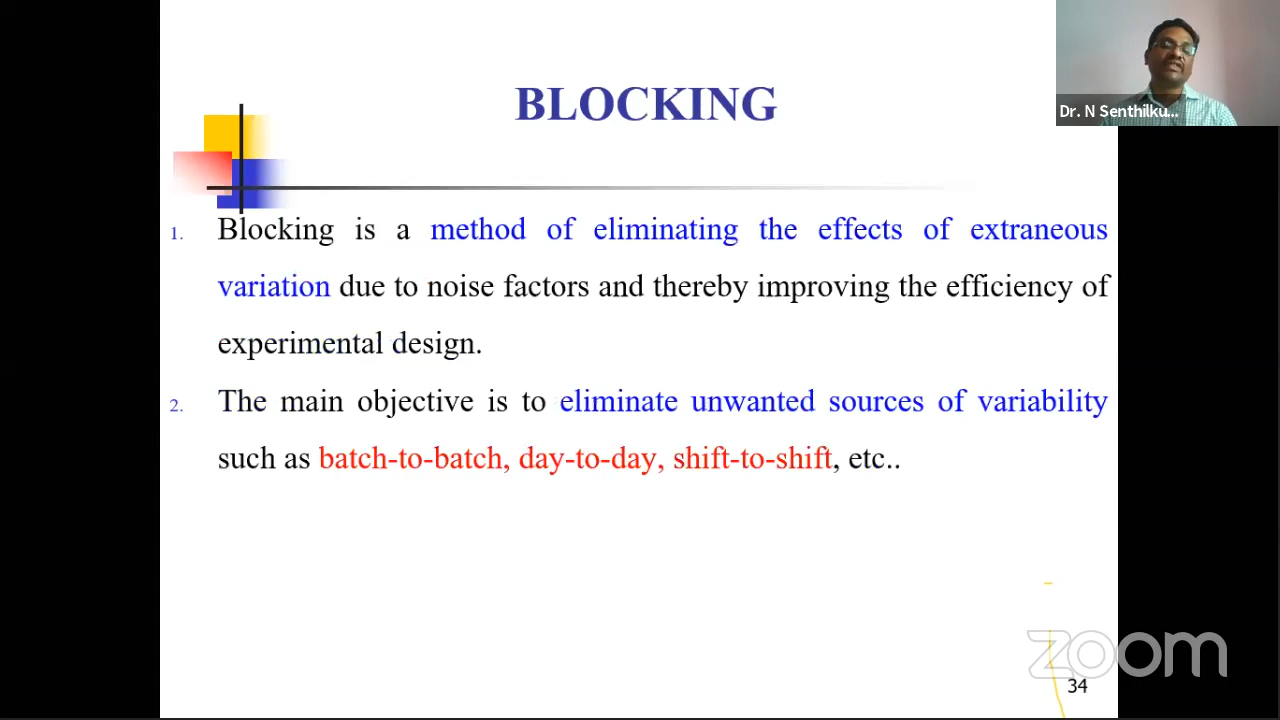 BLOCKING
Dr. N Senthilku...
1. Blocking is a method of eliminating the effects of extraneous
variation due to noise factors and thereby improving the efficiency of
experimental design.
2. The main objective is to eliminate unwanted sources of variability
such as batch-to-batch, day-to-day, shift-to-shift, etc..
zoom
34